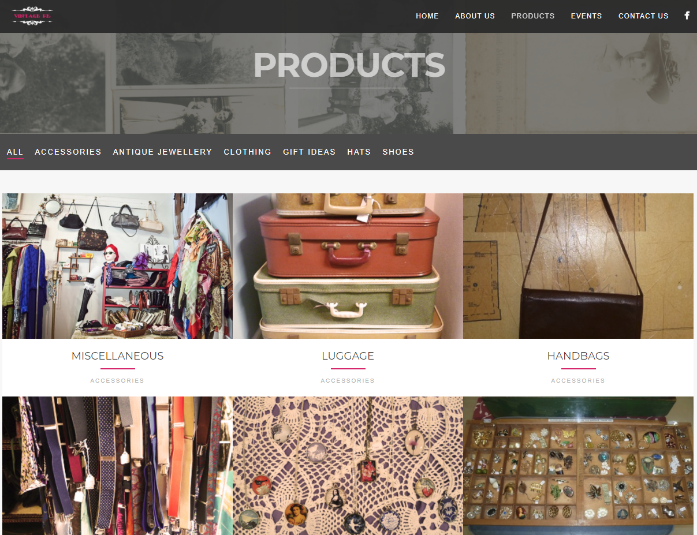 HOME ABOUT US PRODUCTS EVENTS CONTACT US f
PRODUCTS
ALL ACCESSORIES ANTIQUE JEWELLERY CLOTHING GIFT IDEAS HATS SHOES
MISCELLANEOUS LUGGAGE HANDBAGS
ACCESSORIES ACCESSORIES ACCESSORIES